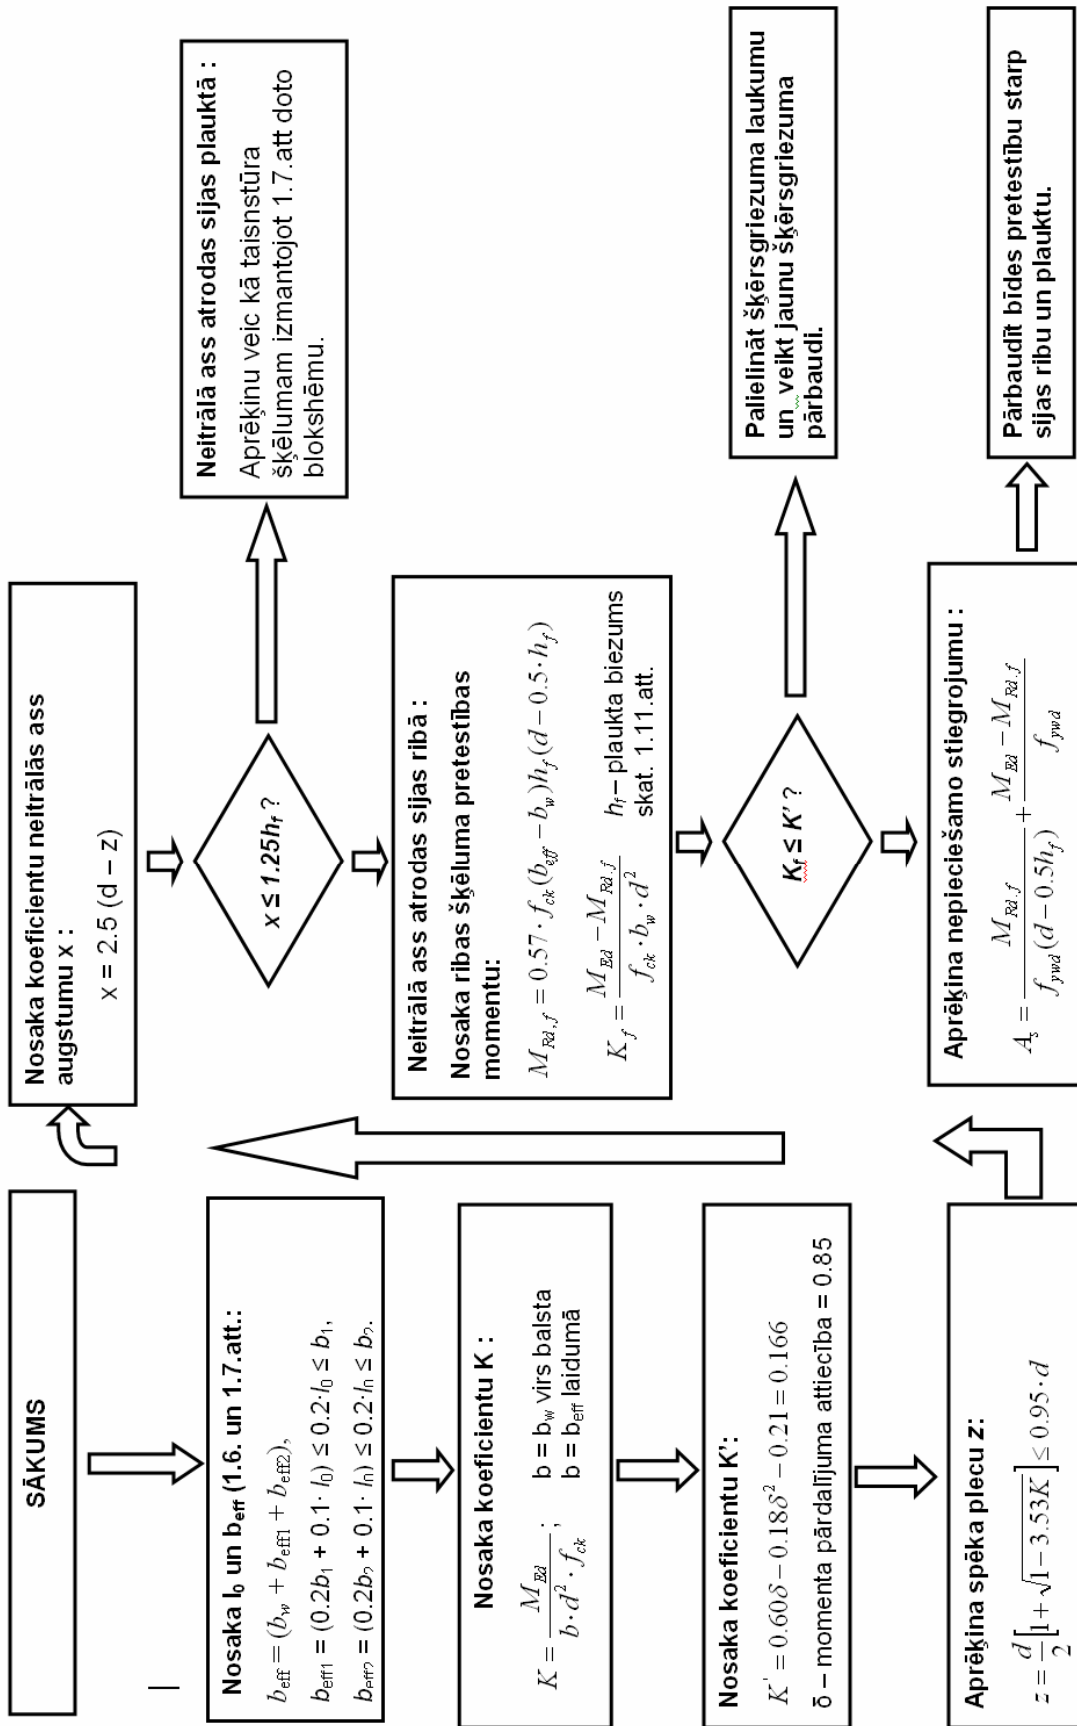 SĀKUMS
Nosaka l₀ un b_eff (1.6. un 1.7.att.:
b_eff = (b_w + b_eff1 + b_eff2),
b_eff1 = (0.2b₁ + 0.1· l₀) ≤ 0.2·l₀ ≤ b₁,
b_eff2 = (0.2b₂ + 0.1· l₀) ≤ 0.2·l₀ ≤ b₂.
Nosaka koeficientu K :
K = M_Ed / (b·d²·f_ck) ; b = b_w virs balsta
b = b_eff laidumā
Nosaka koeficientu K’:
K' = 0.60δ − 0.18δ² − 0.21 = 0.166
δ – momenta pārdalījuma attiecība = 0.85
Aprēķina spēka plecu z:
z = d/2 [1 + √(1 − 3.53K)] ≤ 0.95·d
Nosaka koeficientu neitrālās ass
augstumu x :
x = 2.5 (d – z)
x ≤ 1.25h_f ?
Neitrālā ass atrodas sijas plauktā :
Aprēķinu veic kā taisnstūra
šķēlumam izmantojot 1.7.att doto
blokshēmu.
Neitrālā ass atrodas sijas ribā :
Nosaka ribas šķēluma pretestības
momentu:
M_Rd,f = 0.57·f_ck(b_eff − b_w)h_f(d − 0.5·h_f)
K_f = (M_Ed − M_Rd.f) / (f_ck·b_w·d²) h_f – plaukta biezums
skat. 1.11.att.
K_f ≤ K’ ?
Palielināt šķērsgriezuma laukumu
un veikt jaunu šķērsgriezuma
pārbaudi.
Aprēķina nepieciešamo stiegrojumu :
A_s = M_Rd.f / (f_ywd(d − 0.5h_f)) + (M_Ed − M_Rd.f) / f_ywd
Pārbaudīt bīdes pretestību starp
sijas ribu un plauktu.